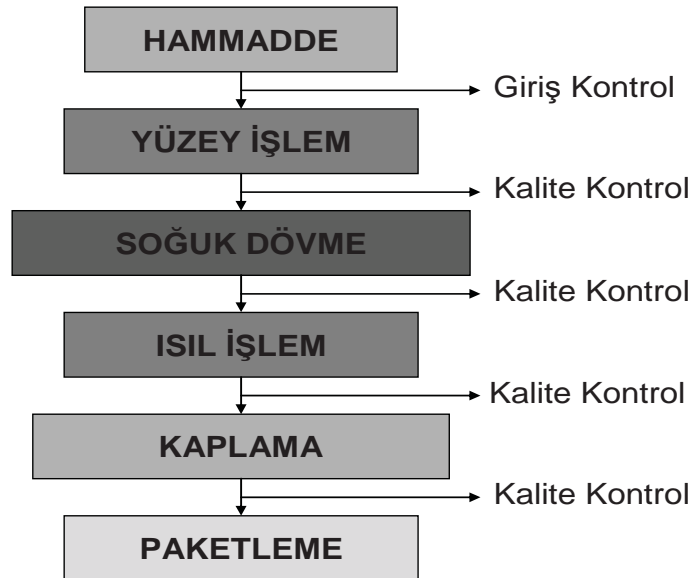 HAMMADDE
Giriş Kontrol
YÜZEY İŞLEM
Kalite Kontrol
SOĞUK DÖVME
Kalite Kontrol
ISIL İŞLEM
Kalite Kontrol
KAPLAMA
Kalite Kontrol
PAKETLEME